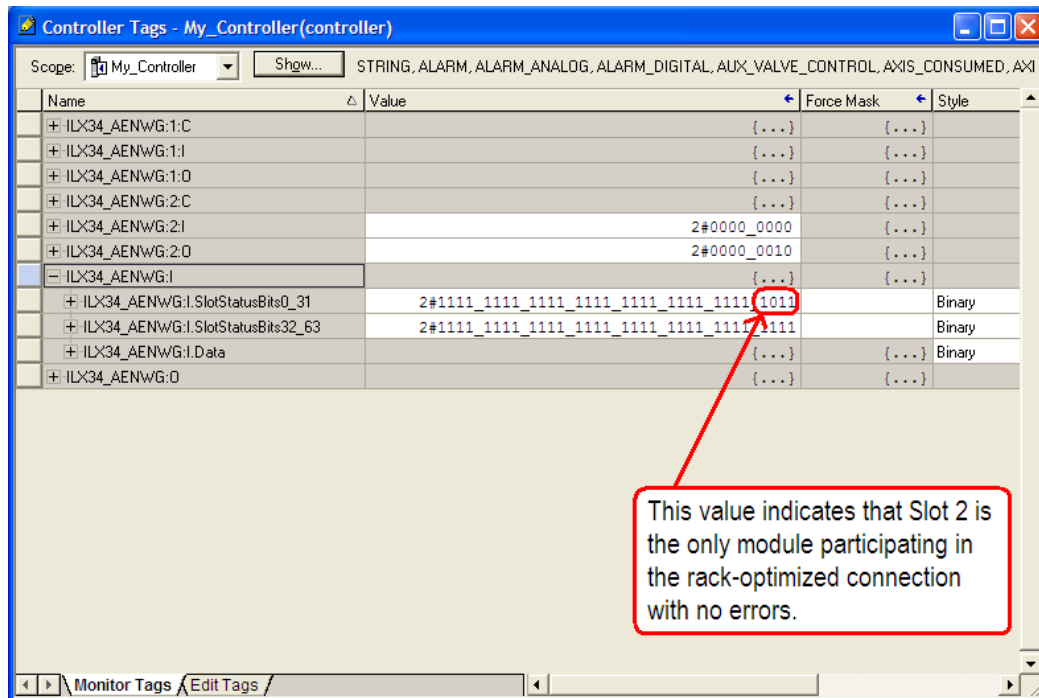 Controller Tags - My_Controller(controller)
Scope: My_Controller Show... STRING, ALARM, ALARM_ANALOG, ALARM_DIGITAL, AUX_VALVE_CONTROL, AXIS_CONSUMED, AXI
Name Value Force Mask Style
ILX34_AENWG:1:C {...} {...}
ILX34_AENWG:1:I {...} {...}
ILX34_AENWG:1:O {...} {...}
ILX34_AENWG:2:C {...} {...}
ILX34_AENWG:2:I 2#0000_0000 {...}
ILX34_AENWG:2:O 2#0000_0010 {...}
ILX34_AENWG:I {...} {...}
ILX34_AENWG:I.SlotStatusBits0_31 2#1111_1111_1111_1111_1111_1111_1111_1011 Binary
ILX34_AENWG:I.SlotStatusBits32_63 2#1111_1111_1111_1111_1111_1111_1111_1111 Binary
ILX34_AENWG:I.Data {...} {...} Binary
ILX34_AENWG:O {...} {...}
This value indicates that Slot 2 is
the only module participating in
the rack-optimized connection
with no errors.
Monitor Tags Edit Tags